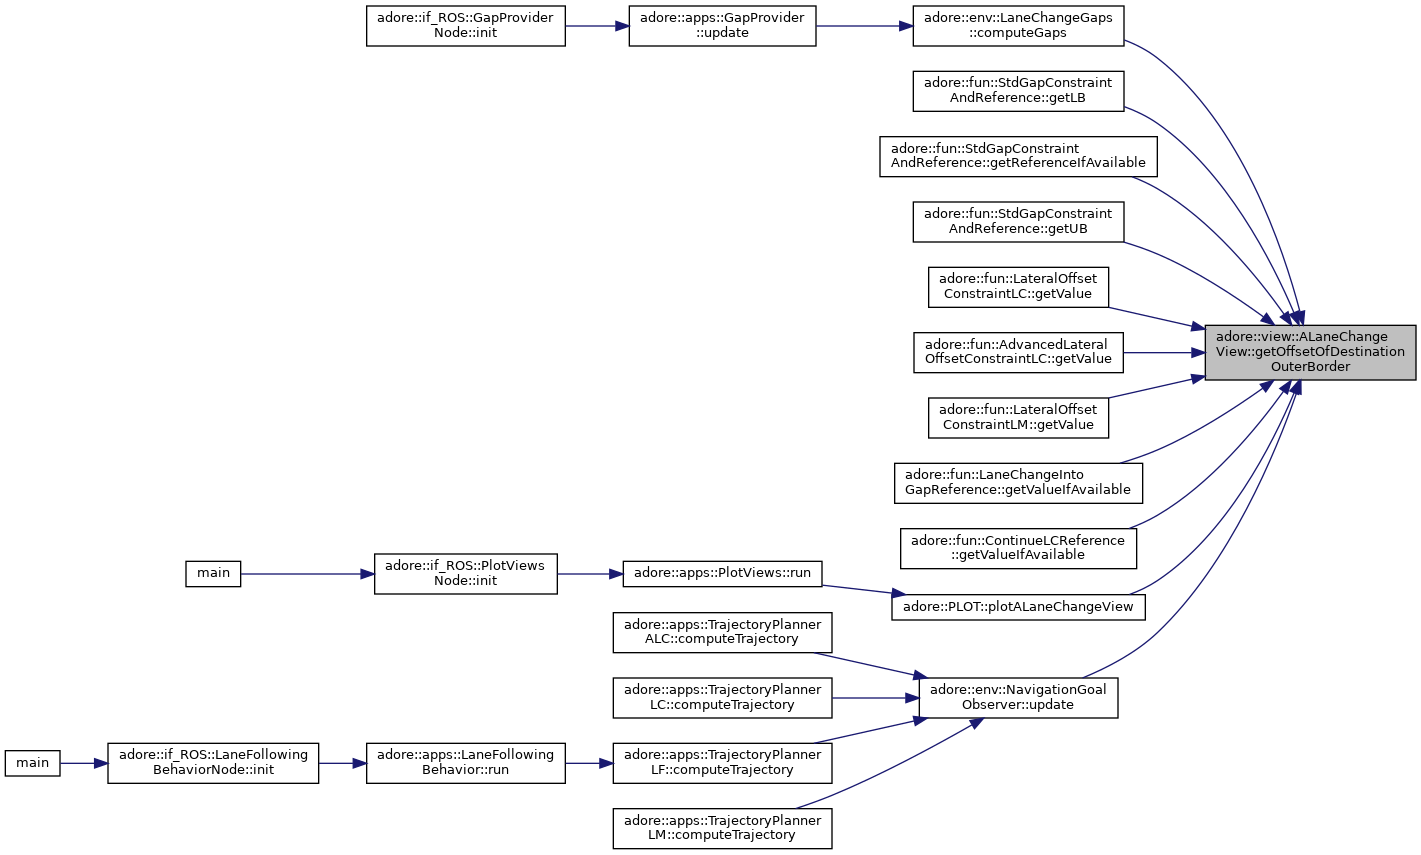 adore::if_ROS::GapProvider
Node::init
adore::apps::GapProvider
::update
adore::env::LaneChangeGaps
::computeGaps
adore::fun::StdGapConstraint
AndReference::getLB
adore::fun::StdGapConstraint
AndReference::getReferenceIfAvailable
adore::fun::StdGapConstraint
AndReference::getUB
adore::fun::LateralOffset
ConstraintLC::getValue
adore::view::ALaneChange
View::getOffsetOfDestination
OuterBorder
adore::fun::AdvancedLateral
OffsetConstraintLC::getValue
adore::fun::LateralOffset
ConstraintLM::getValue
adore::fun::LaneChangeInto
GapReference::getValueIfAvailable
adore::fun::ContinueLCReference
::getValueIfAvailable
main
adore::if_ROS::PlotViews
Node::init
adore::apps::PlotViews::run
adore::PLOT::plotALaneChangeView
adore::apps::TrajectoryPlanner
ALC::computeTrajectory
adore::apps::TrajectoryPlanner
LC::computeTrajectory
adore::env::NavigationGoal
Observer::update
main
adore::if_ROS::LaneFollowing
BehaviorNode::init
adore::apps::LaneFollowing
Behavior::run
adore::apps::TrajectoryPlanner
LF::computeTrajectory
adore::apps::TrajectoryPlanner
LM::computeTrajectory